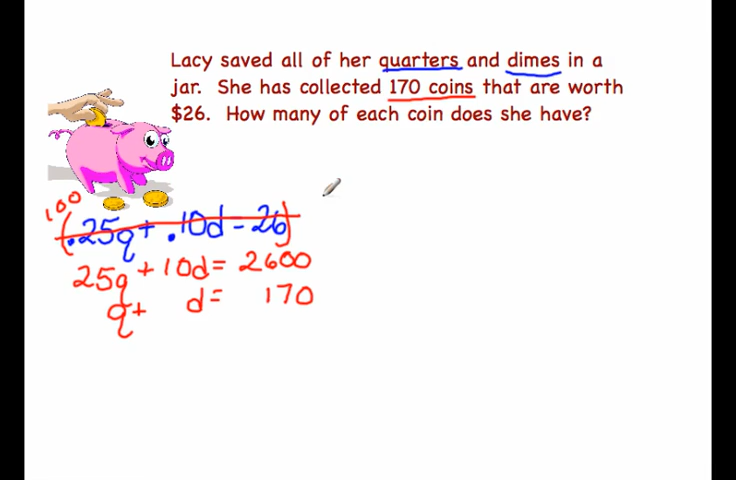 Lacy saved all of her quarters and dimes in a
jar. She has collected 170 coins that are worth
$26. How many of each coin does she have?
100
(.25q + .10d = 26)
25q + 10d = 2600
q + d = 170